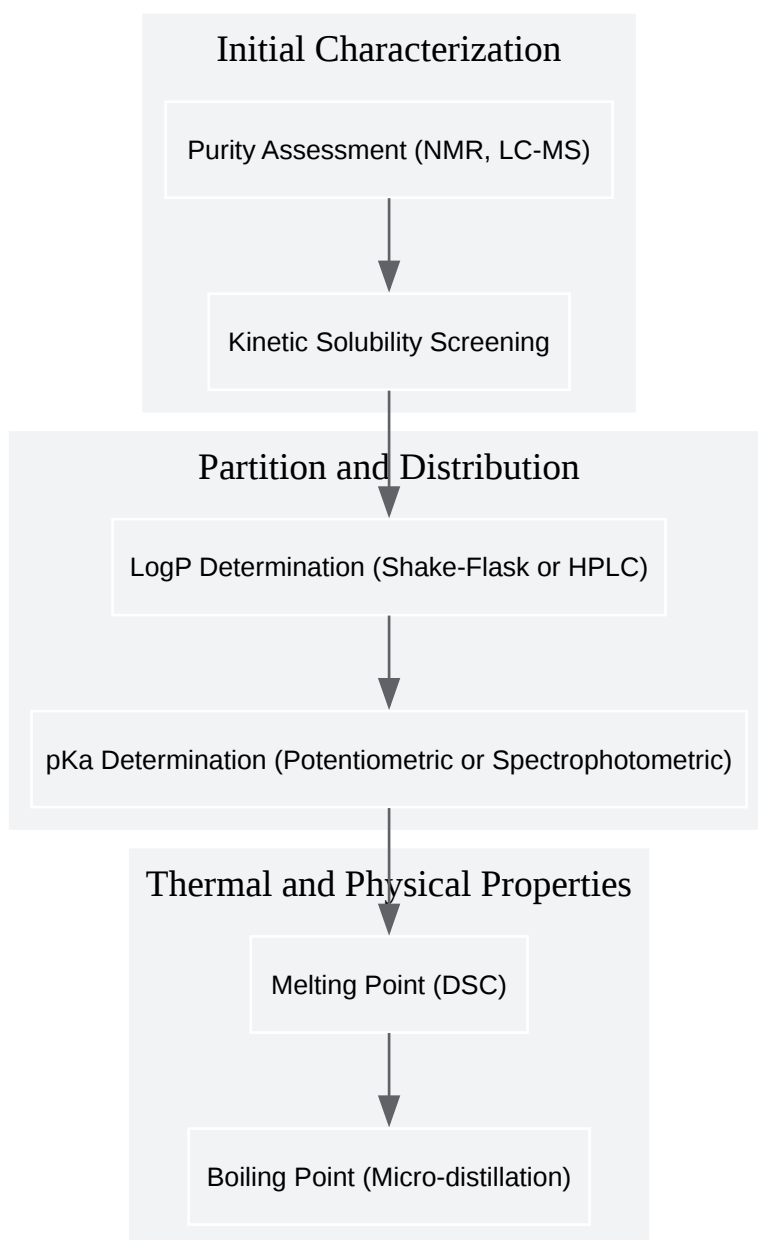 Initial Characterization
Purity Assessment (NMR, LC-MS)
Kinetic Solubility Screening
Partition and Distribution
LogP Determination (Shake-Flask or HPLC)
pKa Determination (Potentiometric or Spectrophotometric)
Thermal and Physical Properties
Melting Point (DSC)
Boiling Point (Micro-distillation)